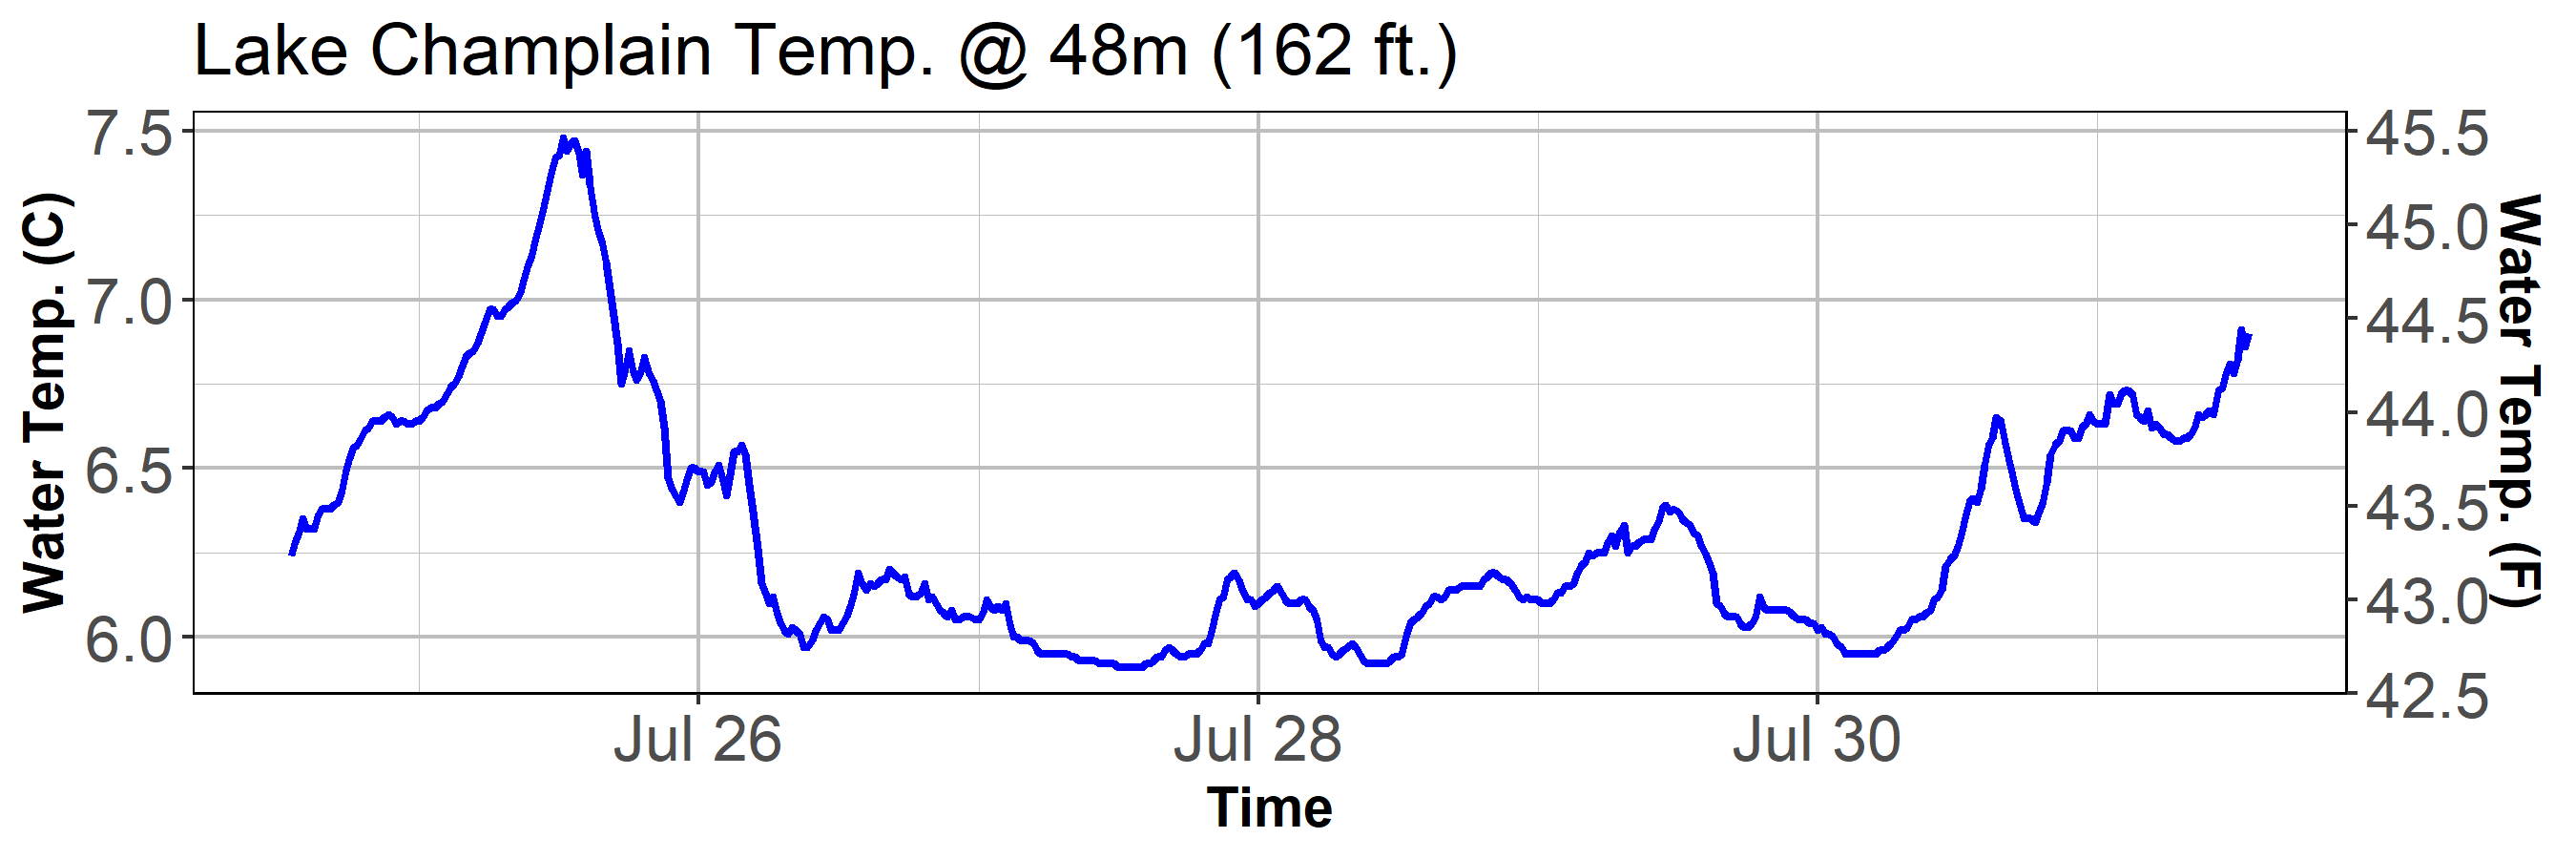 Lake Champlain Temp. @ 48m (162 ft.)
Water Temp. (C)
7.5
7.0
6.5
6.0
45.5
45.0
44.5
44.0
43.5
43.0
42.5
Water Temp. (F)
Jul 26 Jul 28 Jul 30
Time